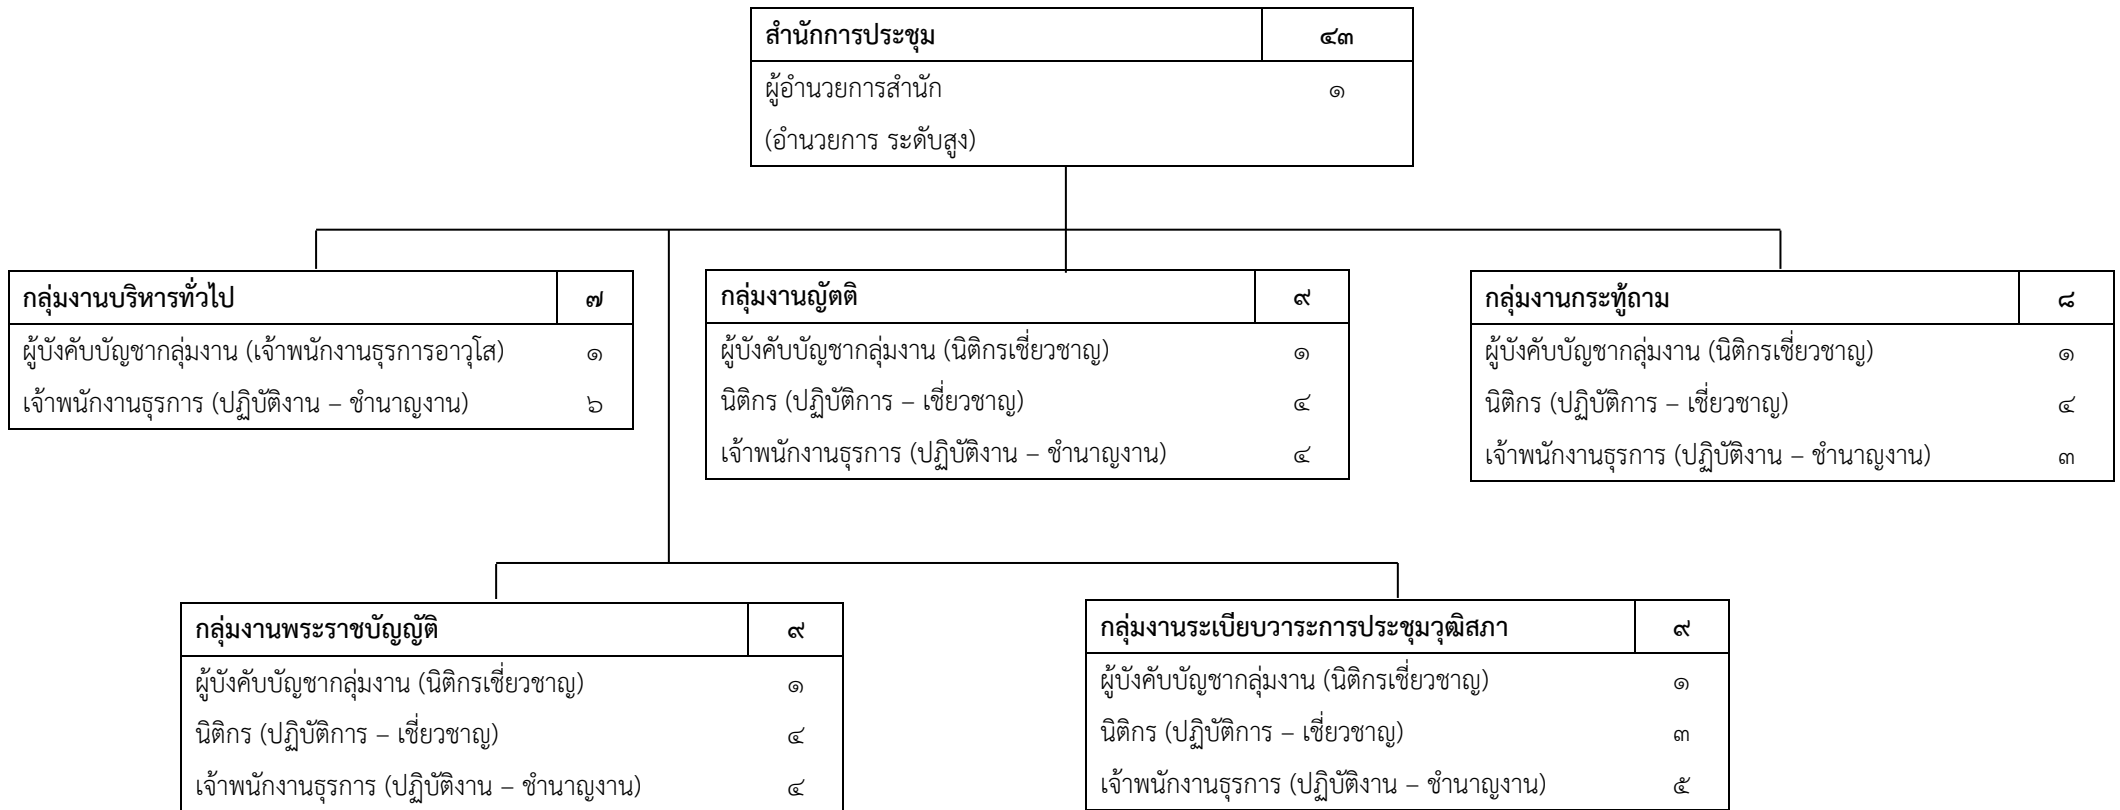 สำนักการประชุม ๔๓
ผู้อำนวยการสำนัก ๑
(อำนวยการ ระดับสูง)
กลุ่มงานบริหารทั่วไป ๗
ผู้บังคับบัญชากลุ่มงาน (เจ้าพนักงานธุรการอาวุโส) ๑
เจ้าพนักงานธุรการ (ปฏิบัติงาน – ชำนาญงาน) ๖
กลุ่มงานญัตติ ๙
ผู้บังคับบัญชากลุ่มงาน (นิติกรเชี่ยวชาญ) ๑
นิติกร (ปฏิบัติการ – เชี่ยวชาญ) ๔
เจ้าพนักงานธุรการ (ปฏิบัติงาน – ชำนาญงาน) ๔
กลุ่มงานกระทู้ถาม ๘
ผู้บังคับบัญชากลุ่มงาน (นิติกรเชี่ยวชาญ) ๑
นิติกร (ปฏิบัติการ – เชี่ยวชาญ) ๔
เจ้าพนักงานธุรการ (ปฏิบัติงาน – ชำนาญงาน) ๓
กลุ่มงานพระราชบัญญัติ ๙
ผู้บังคับบัญชากลุ่มงาน (นิติกรเชี่ยวชาญ) ๑
นิติกร (ปฏิบัติการ – เชี่ยวชาญ) ๔
เจ้าพนักงานธุรการ (ปฏิบัติงาน – ชำนาญงาน) ๔
กลุ่มงานระเบียบวาระการประชุมวุฒิสภา ๙
ผู้บังคับบัญชากลุ่มงาน (นิติกรเชี่ยวชาญ) ๑
นิติกร (ปฏิบัติการ – เชี่ยวชาญ) ๓
เจ้าพนักงานธุรการ (ปฏิบัติงาน – ชำนาญงาน) ๕